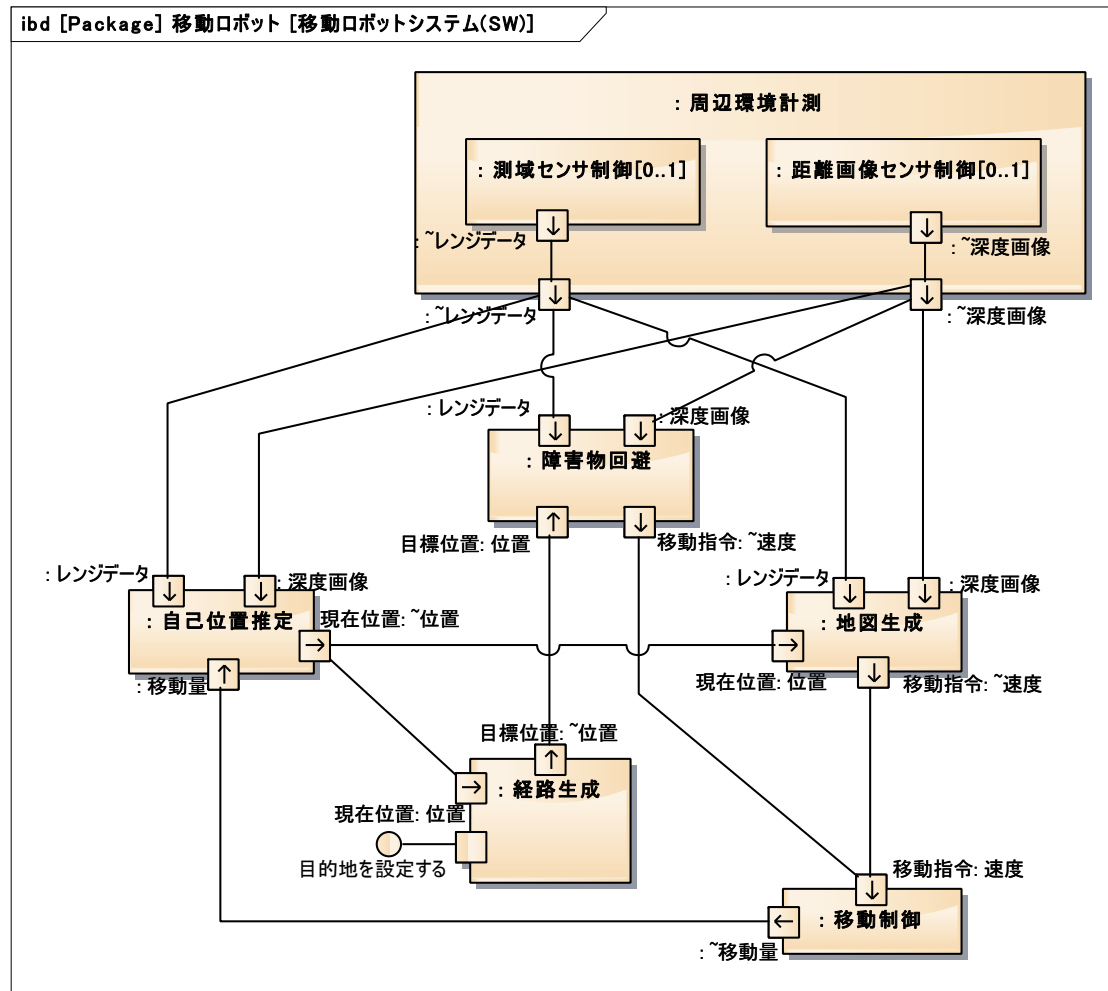 ibd [Package] 移動ロボット [移動ロボットシステム(SW)]
: 周辺環境計測
: 測域センサ制御[0..1]
: 距離画像センサ制御[0..1]
: ~レンジデータ
: ~深度画像
: ~レンジデータ
: ~深度画像
: レンジデータ
: 深度画像
: 障害物回避
目標位置: 位置
移動指令: ~速度
: レンジデータ
: 深度画像
: レンジデータ
: 深度画像
: 自己位置推定
現在位置: ~位置
: 地図生成
: 移動量
現在位置: 位置
移動指令: ~速度
目標位置: ~位置
: 経路生成
現在位置: 位置
目的地を設定する
移動指令: 速度
: 移動制御
: ~移動量